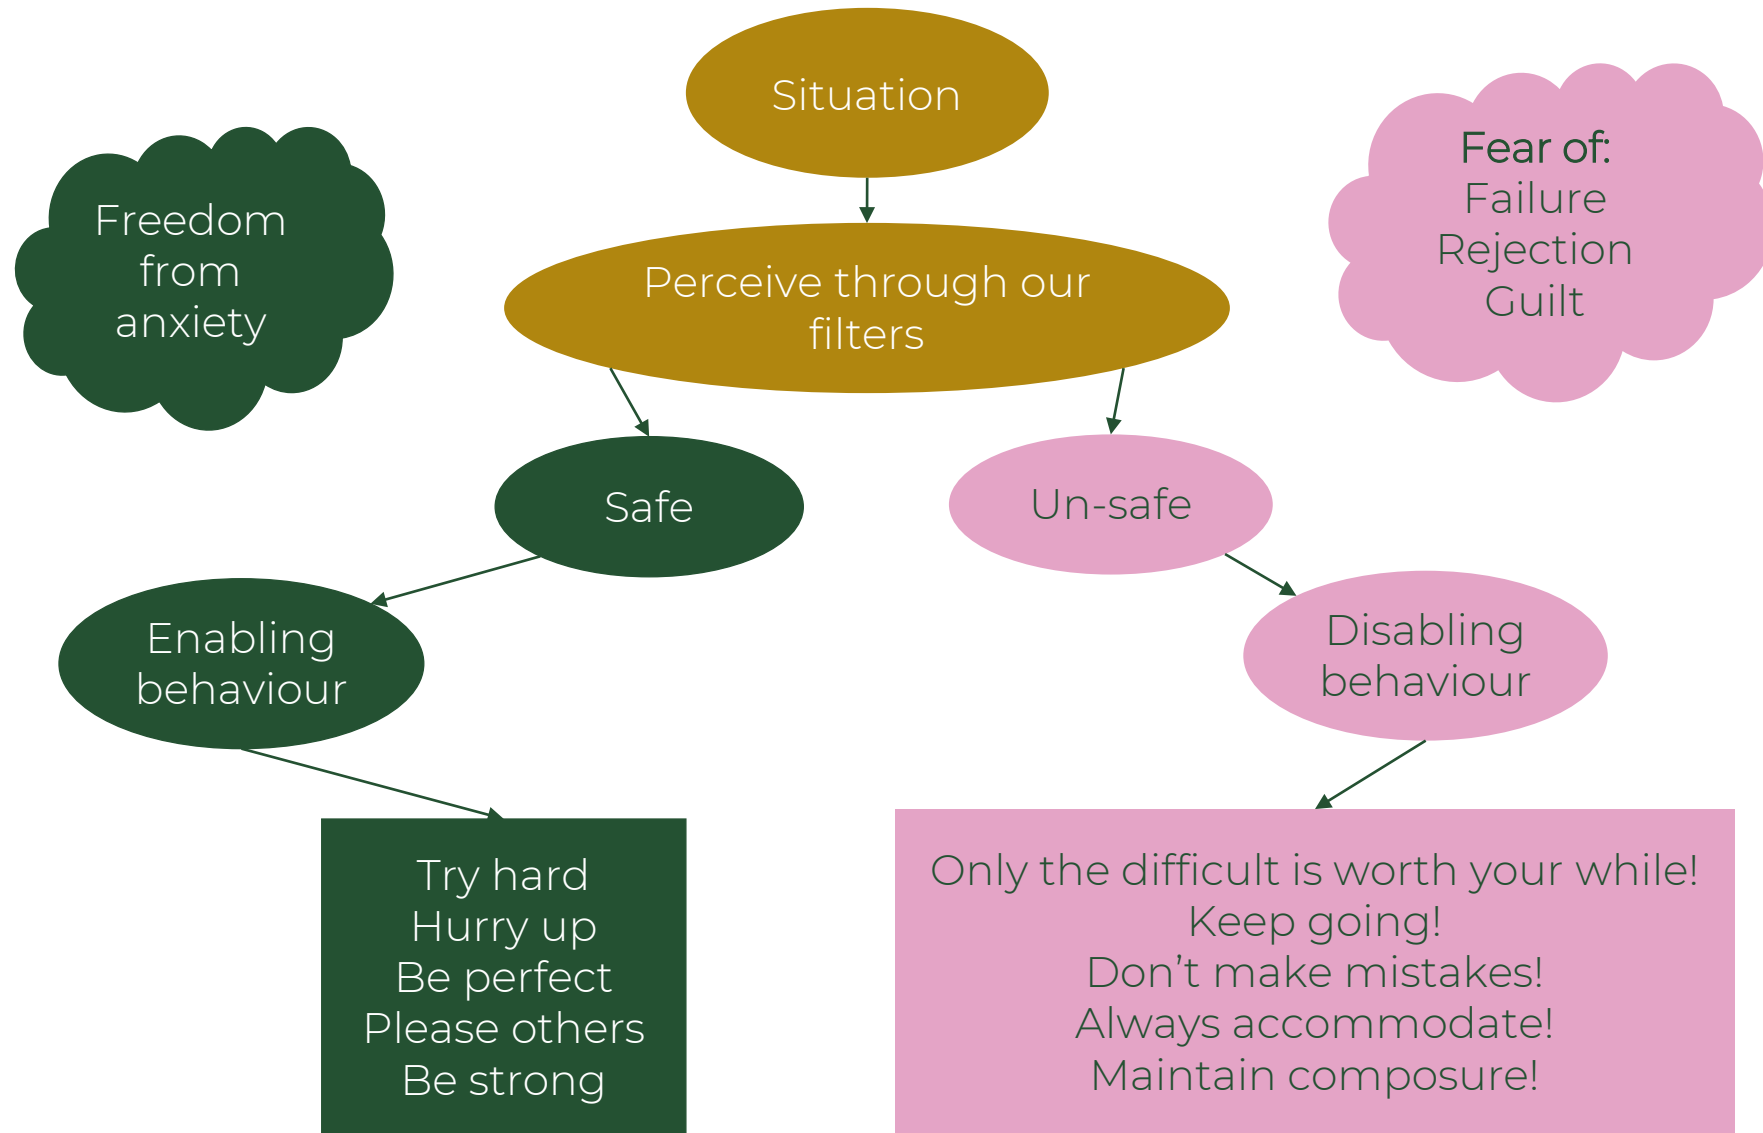 Situation
Freedom
from
anxiety
Fear of:
Failure
Rejection
Guilt
Perceive through our
filters
Safe
Un-safe
Enabling
behaviour
Disabling
behaviour
Try hard
Hurry up
Be perfect
Please others
Be strong
Only the difficult is worth your while!
Keep going!
Don’t make mistakes!
Always accommodate!
Maintain composure!